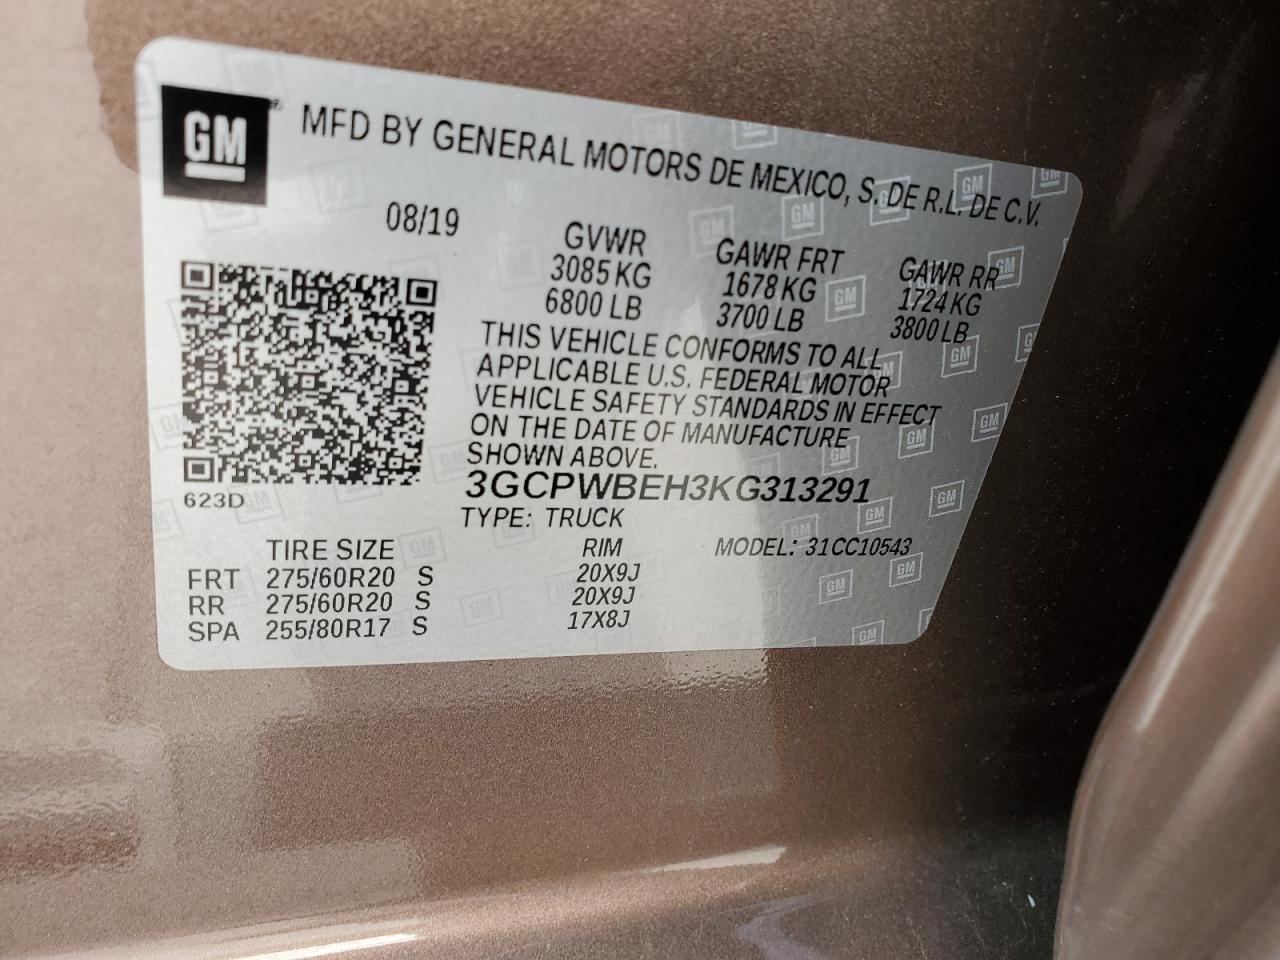 GM
MFD BY GENERAL MOTORS DE MEXICO, S. DE R.L. DE C.V.
08/19
GVWR GAWR FRT GAWR RR
3085 KG 1678 KG 1724 KG
6800 LB 3700 LB 3800 LB
THIS VEHICLE CONFORMS TO ALL
APPLICABLE U.S. FEDERAL MOTOR
VEHICLE SAFETY STANDARDS IN EFFECT
ON THE DATE OF MANUFACTURE
SHOWN ABOVE.
623D
3GCPWBEH3KG313291
TYPE: TRUCK
TIRE SIZE RIM MODEL: 31CC10543
FRT 275/60R20 S 20X9J
RR 275/60R20 S 20X9J
SPA 255/80R17 S 17X8J